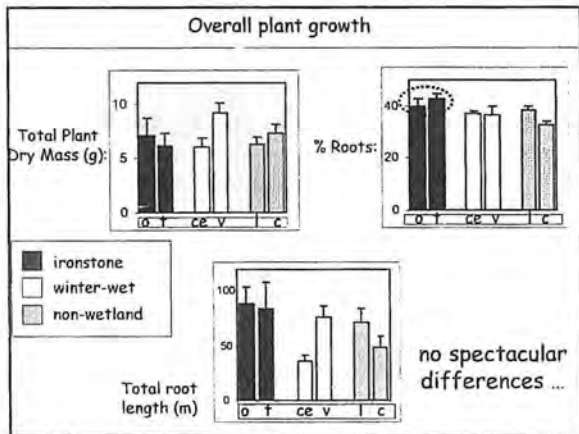 Overall plant growth
Total Plant
Dry Mass (g):
10
5
0
o t ce v l c
% Roots:
40
20
0
o t ce v l c
ironstone
winter-wet
non-wetland
Total root
length (m)
100
50
0
o t ce v l c
no spectacular
differences ...